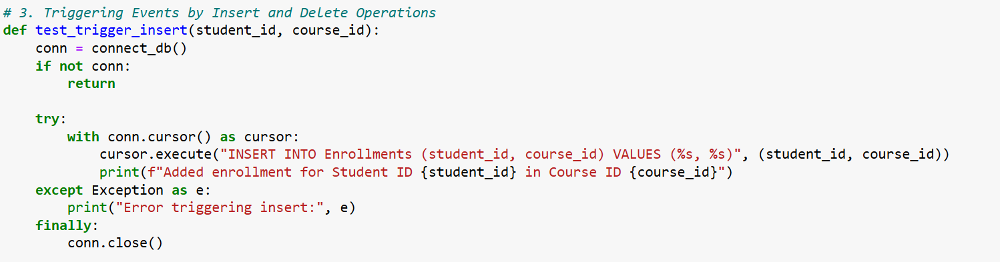 # 3. Triggering Events by Insert and Delete Operations
def test_trigger_insert(student_id, course_id):
    conn = connect_db()
    if not conn:
        return

    try:
        with conn.cursor() as cursor:
            cursor.execute("INSERT INTO Enrollments (student_id, course_id) VALUES (%s, %s)", (student_id, course_id))
            print(f"Added enrollment for Student ID {student_id} in Course ID {course_id}")
    except Exception as e:
        print("Error triggering insert:", e)
    finally:
        conn.close()